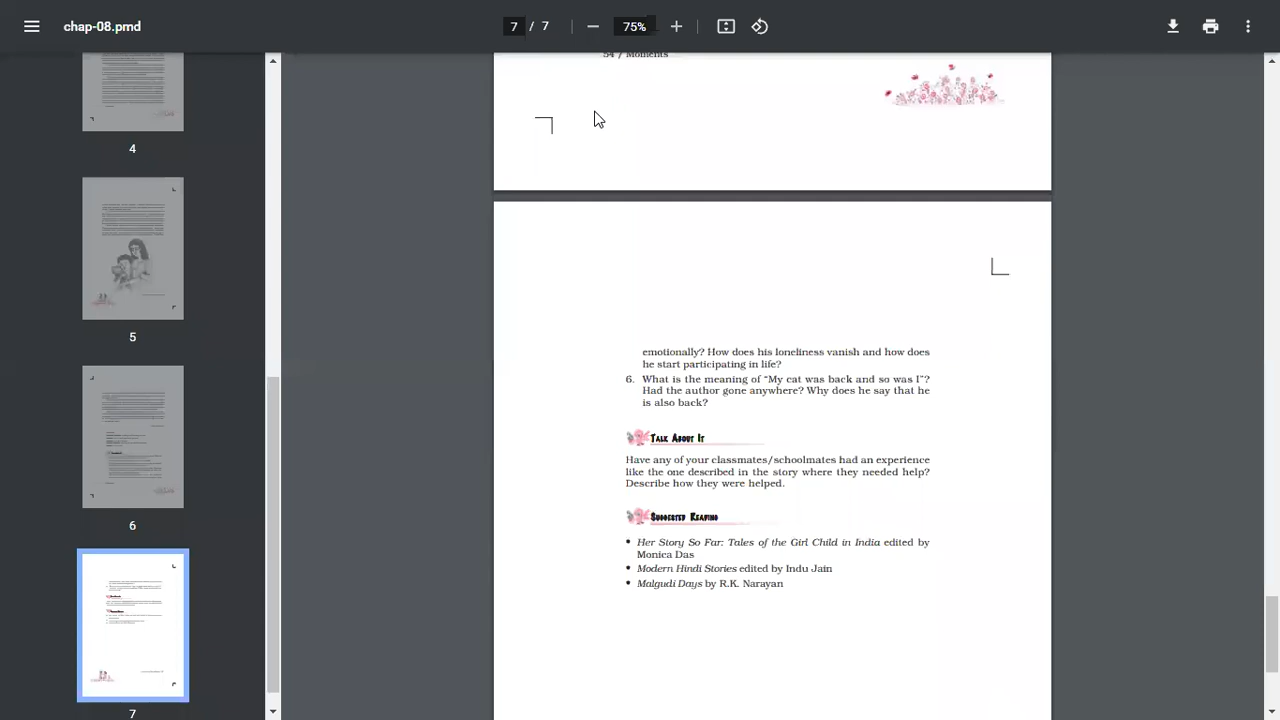 chap-08.pmd
7 / 7
75%
54 / Moments
4
5
6
7
emotionally? How does his loneliness vanish and how does
he start participating in life?
6. What is the meaning of "My cat was back and so was I"?
Had the author gone anywhere? Why does he say that he
is also back?
TALK ABOUT IT
Have any of your classmates/schoolmates had an experience
like the one described in the story where they needed help?
Describe how they were helped.
SUGGESTED READING
• Her Story So Far: Tales of the Girl Child in India edited by
Monica Das
• Modern Hindi Stories edited by Indu Jain
• Malgudi Days by R.K. Narayan